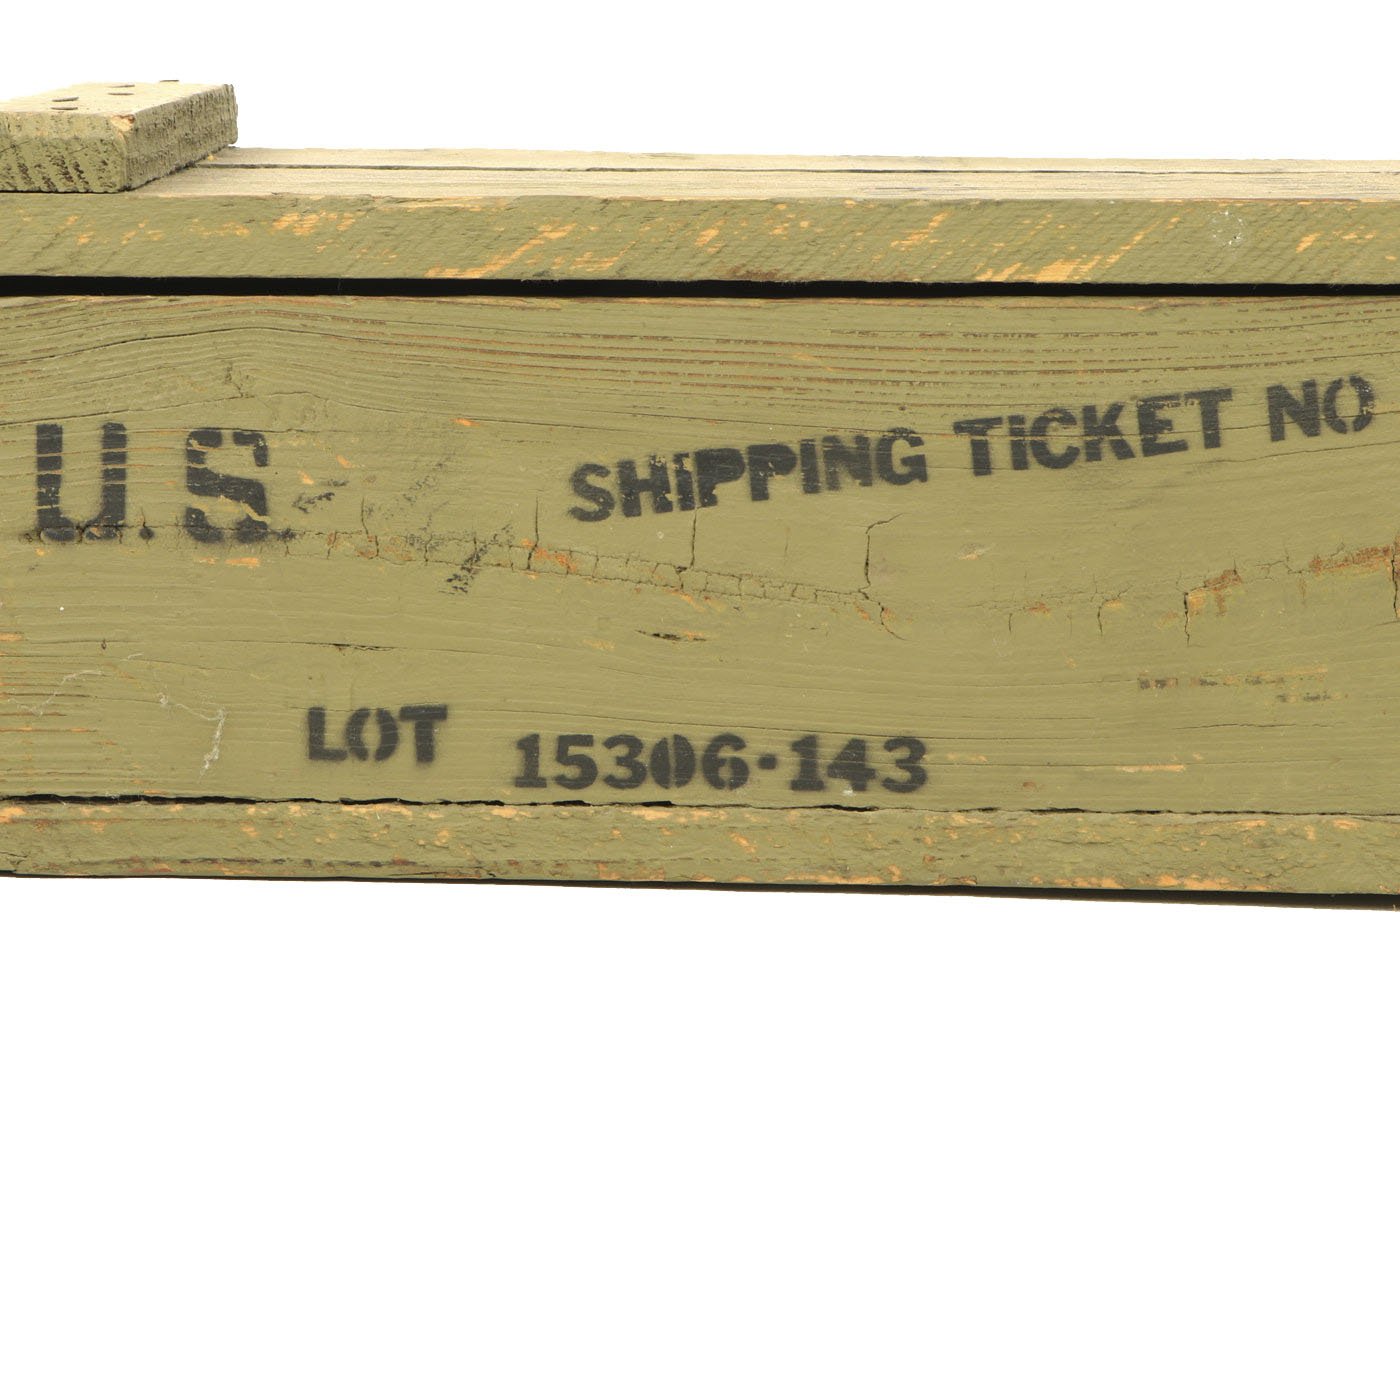 U.S
SHIPPING TICKET NO
LOT 15306-143